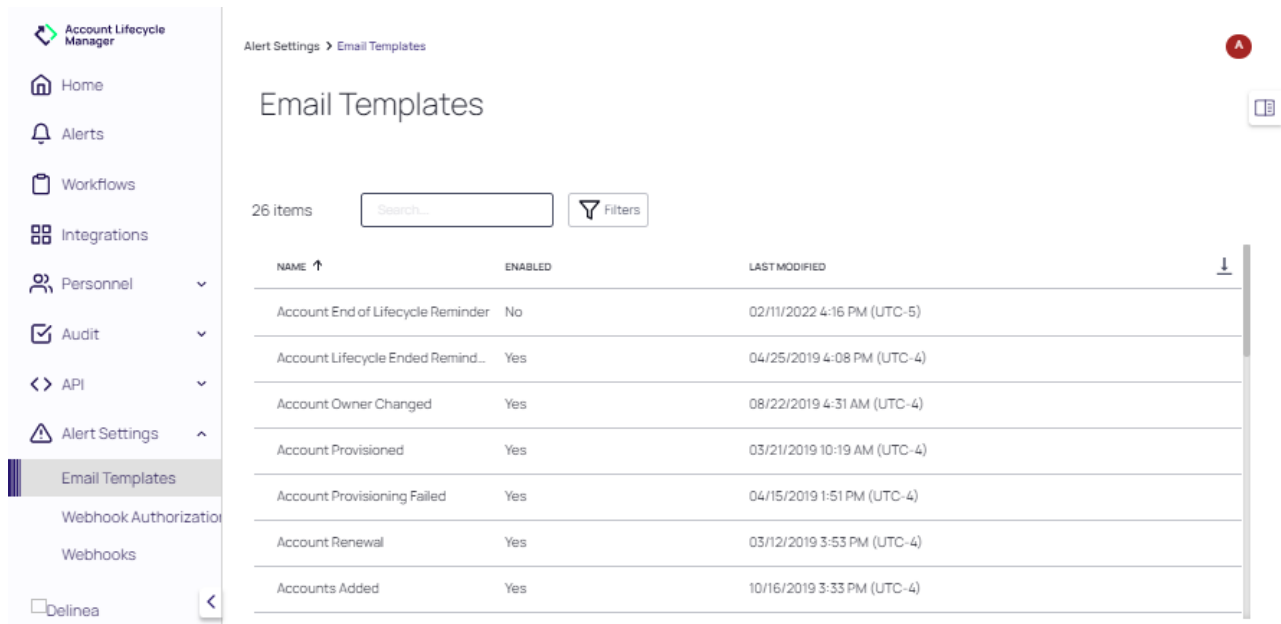 Account Lifecycle
Manager
Home
Alerts
Workflows
Integrations
Personnel
Audit
API
Alert Settings
Email Templates
Webhook Authorization
Webhooks
Delinea
Alert Settings > Email Templates
A
Email Templates
26 items
Search...
Filters
NAME ↑ ENABLED LAST MODIFIED
Account End of Lifecycle Reminder No 02/11/2022 4:16 PM (UTC-5)
Account Lifecycle Ended Remind... Yes 04/25/2019 4:08 PM (UTC-4)
Account Owner Changed Yes 08/22/2019 4:31 AM (UTC-4)
Account Provisioned Yes 03/21/2019 10:19 AM (UTC-4)
Account Provisioning Failed Yes 04/15/2019 1:51 PM (UTC-4)
Account Renewal Yes 03/12/2019 3:53 PM (UTC-4)
Accounts Added Yes 10/16/2019 3:33 PM (UTC-4)